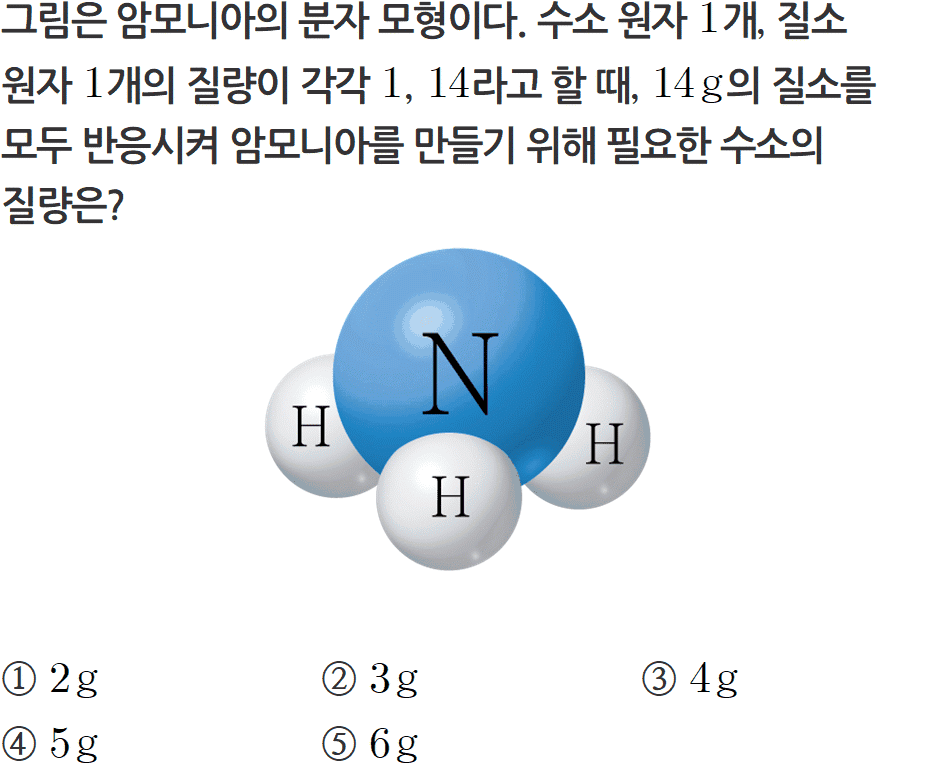 그림은 암모니아의 분자 모형이다. 수소 원자 1개, 질소
원자 1개의 질량이 각각 1, 14라고 할 때, 14 g의 질소를
모두 반응시켜 암모니아를 만들기 위해 필요한 수소의
질량은?
N
H
H
H
① 2 g ② 3 g ③ 4 g
④ 5 g ⑤ 6 g